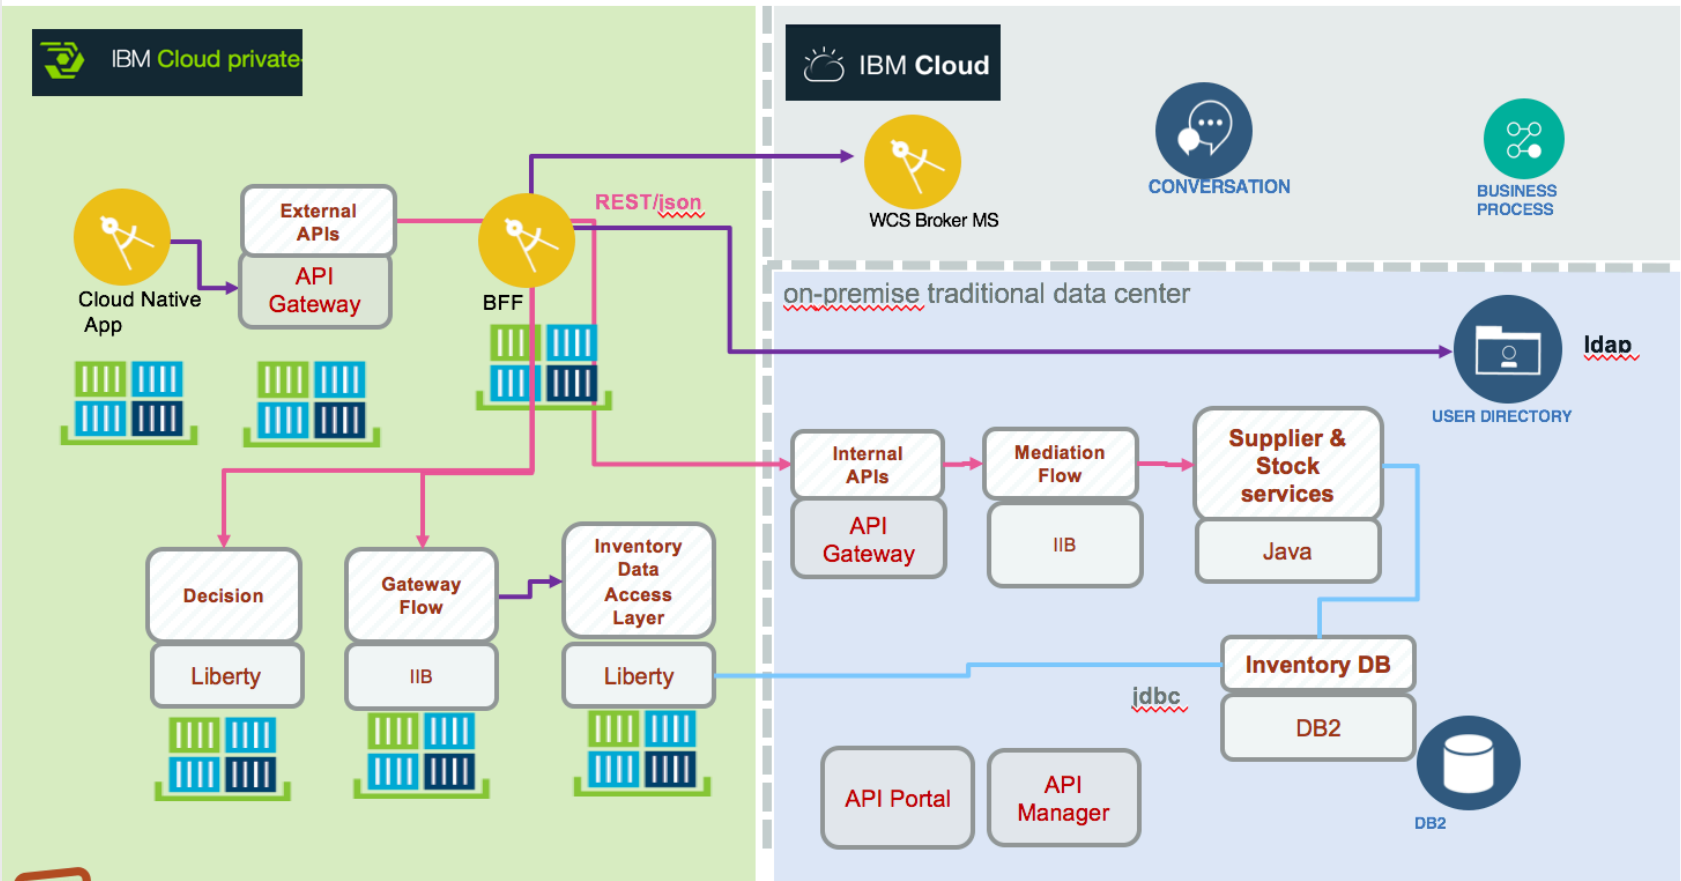 IBM Cloud private
IBM Cloud
CONVERSATION
BUSINESS
PROCESS
WCS Broker MS
External
APIs
API
Gateway
Cloud Native
App
REST/json
BFF
on-premise traditional data center
ldap
USER DIRECTORY
Internal
APIs
API
Gateway
Mediation
Flow
IIB
Supplier &
Stock
services
Java
Decision
Liberty
Gateway
Flow
IIB
Inventory
Data
Access
Layer
Liberty
jdbc
Inventory DB
DB2
DB2
API Portal
API
Manager